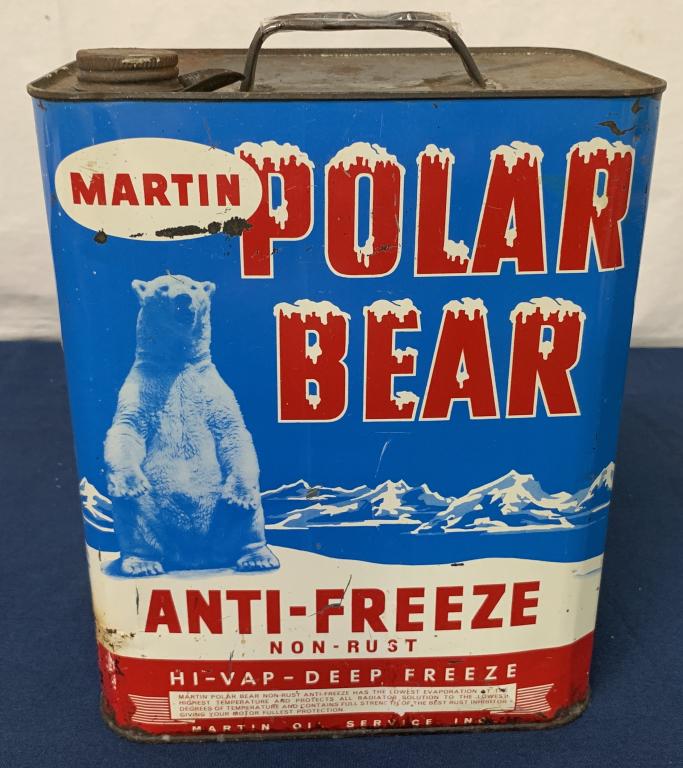 MARTIN
POLAR
BEAR
ANTI-FREEZE
NON-RUST
HI-VAP-DEEP FREEZE
MARTIN POLAR BEAR NON-RUST ANTI-FREEZE HAS THE LOWEST EVAPORATION AT THE
HIGHEST TEMPERATURE AND PROTECTS ALL RADIATOR SOLUTION TO THE LOWEST
DEGREES OF TEMPERATURE AND CONTAINS FULL STRENGTH OF THE BEST RUST INHIBITOR
GIVING YOUR MOTOR FULLEST PROTECTION.
MARTIN OIL SERVICE INC.